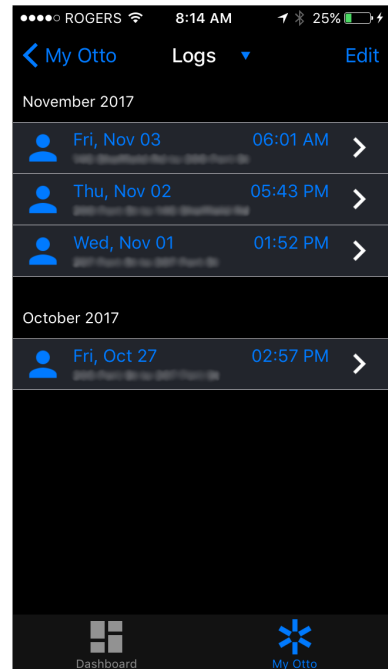 ROGERS 8:14 AM 25%
My Otto Logs Edit
November 2017
Fri, Nov 03 06:01 AM
Thu, Nov 02 05:43 PM
Wed, Nov 01 01:52 PM
October 2017
Fri, Oct 27 02:57 PM
Dashboard My Otto